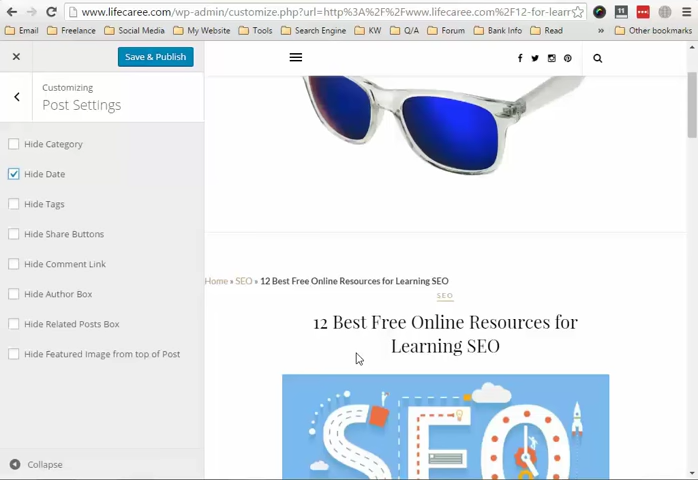 www.lifecaree.com/wp-admin/customize.php?url=http%3A%2F%2Fwww.lifecaree.com%2F12-for-learn
Email Freelance Social Media My Website Tools Search Engine KW Q/A Forum Bank Info Read » Other bookmarks
Save & Publish
Customizing
Post Settings
Hide Category
Hide Date
Hide Tags
Hide Share Buttons
Hide Comment Link
Hide Author Box
Hide Related Posts Box
Hide Featured Image from top of Post
Collapse
Home » SEO » 12 Best Free Online Resources for Learning SEO
SEO
12 Best Free Online Resources for
Learning SEO
SEO